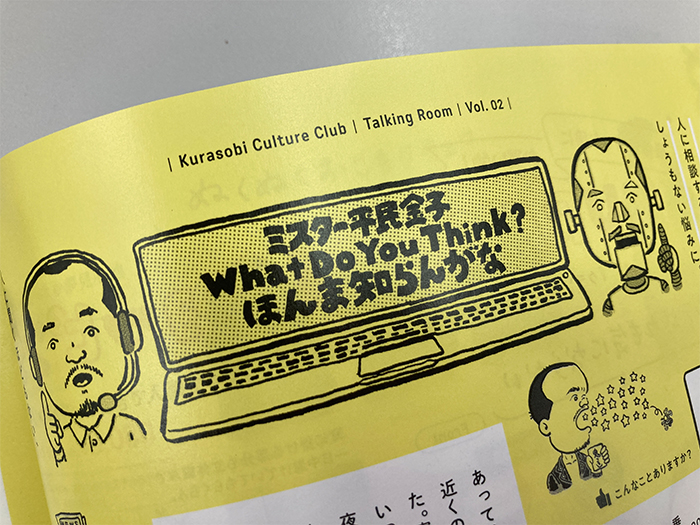 | Kurasobi Culture Club | Talking Room | Vol. 02 |
人に相談す
しょうもない悩みに
ミスター平民金子
What Do You Think?
ほんま知らんがな
こんなことありますか?
あって
近くの
た。
い
夜
NEWS